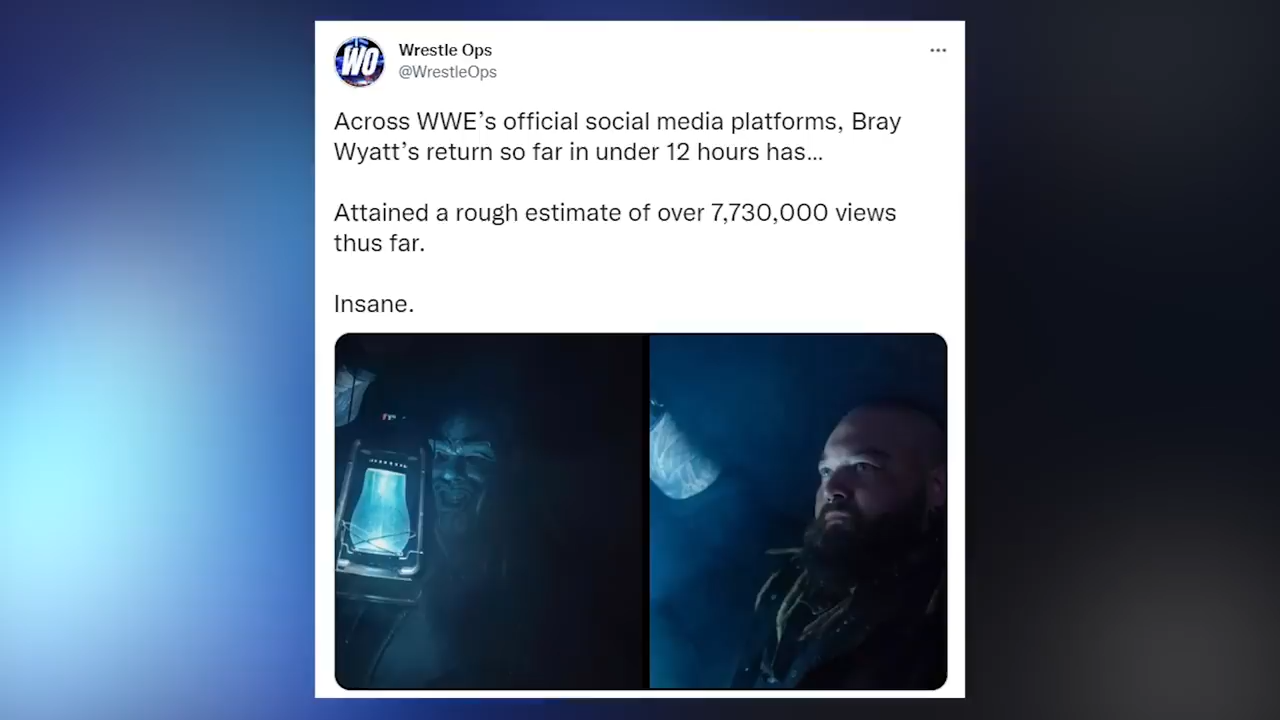 WO
Wrestle Ops
@WrestleOps
Across WWE’s official social media platforms, Bray
Wyatt’s return so far in under 12 hours has...
Attained a rough estimate of over 7,730,000 views
thus far.
Insane.